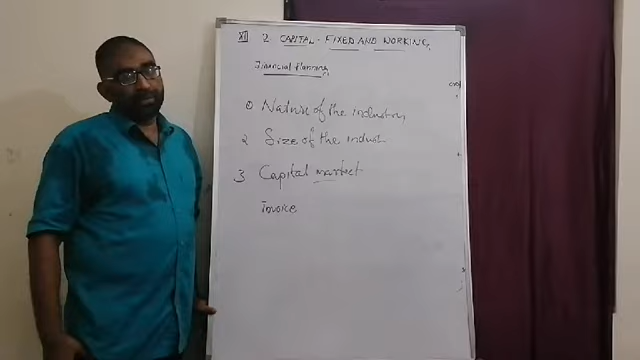 XI 2. CAPITAL - FIXED AND WORKING.
Financial Planning.
① Nature of the industry
2 Size of the indust
3 Capital market
invoice